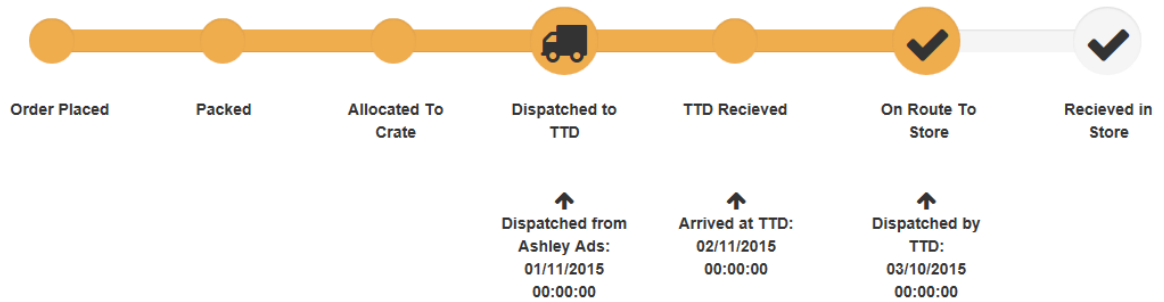 Order Placed
Packed
Allocated To
Crate
Dispatched to
TTD
TTD Recieved
On Route To
Store
Recieved in
Store
Dispatched from
Ashley Ads:
01/11/2015
00:00:00
Arrived at TTD:
02/11/2015
00:00:00
Dispatched by
TTD:
03/10/2015
00:00:00